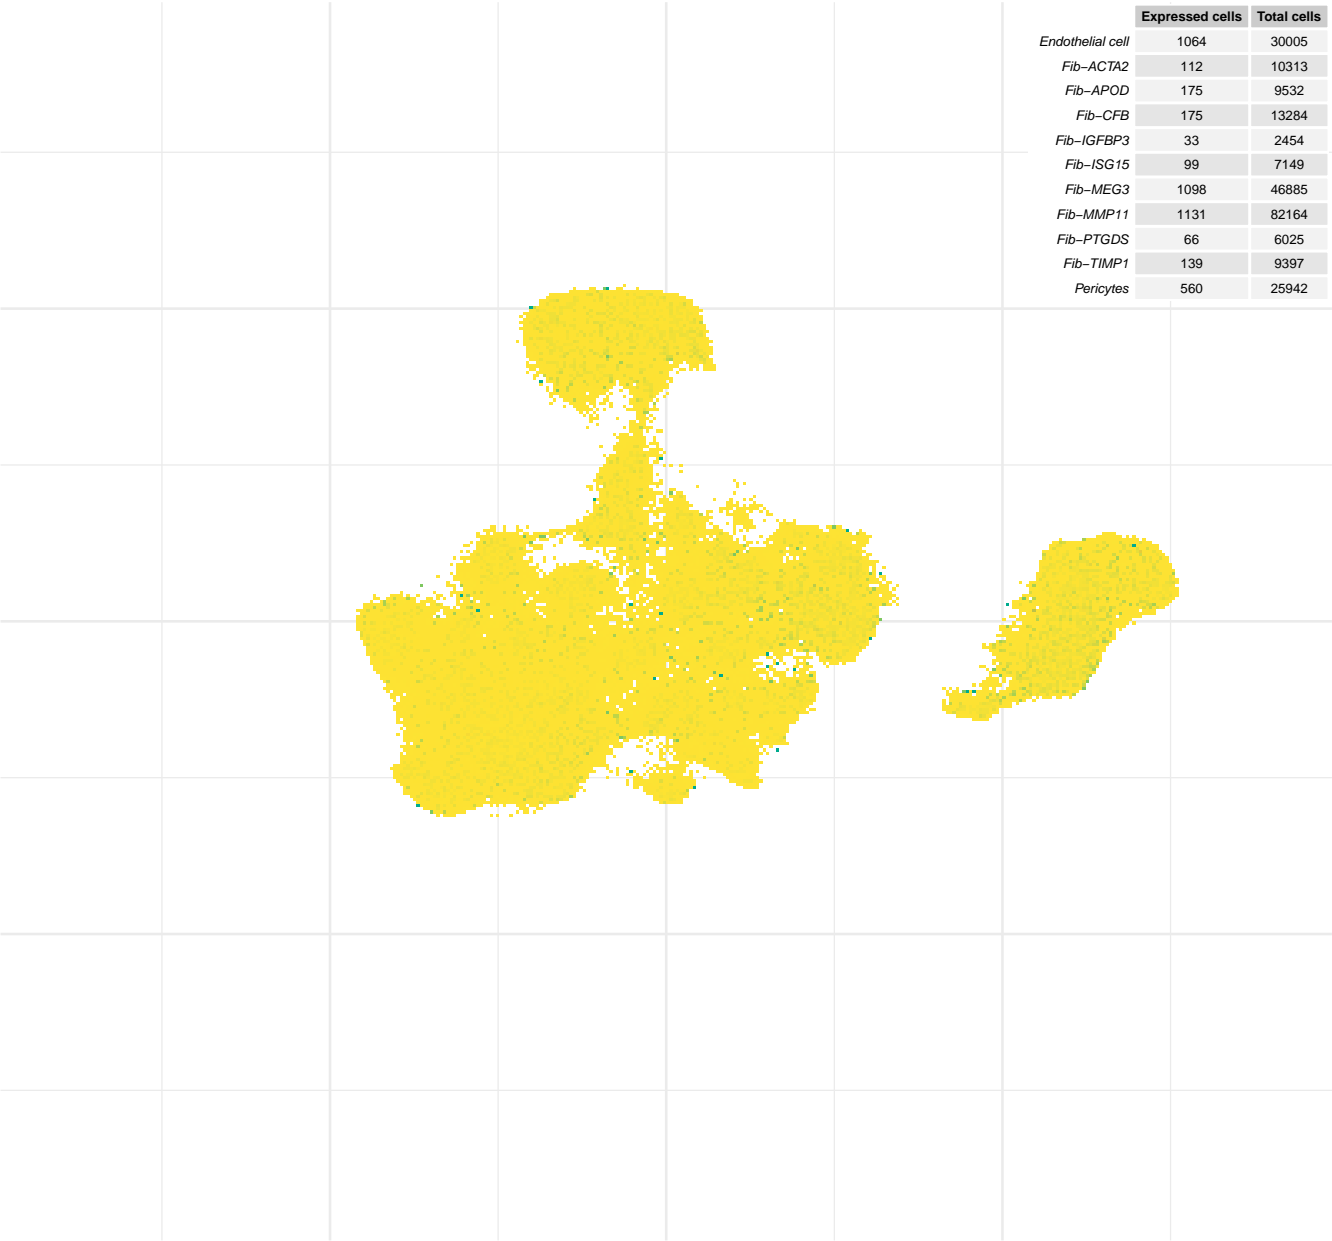 Expressed cells Total cells
Endothelial cell 1064 30005
Fib−ACTA2 112 10313
Fib−APOD 175 9532
Fib−CFB 175 13284
Fib−IGFBP3 33 2454
Fib−ISG15 99 7149
Fib−MEG3 1098 46885
Fib−MMP11 1131 82164
Fib−PTGDS 66 6025
Fib−TIMP1 139 9397
Pericytes 560 25942